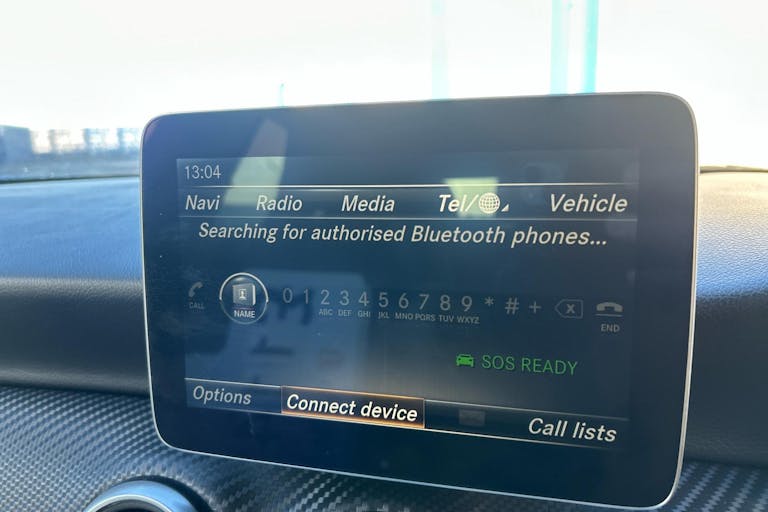 13:04
Navi Radio Media Tel/ Vehicle
Searching for authorised Bluetooth phones...
0 1 2 3 4 5 6 7 8 9 * # +
CALL NAME ABC DEF GHI JKL MNO PQRS TUV WXYZ END
SOS READY
Options Connect device Call lists